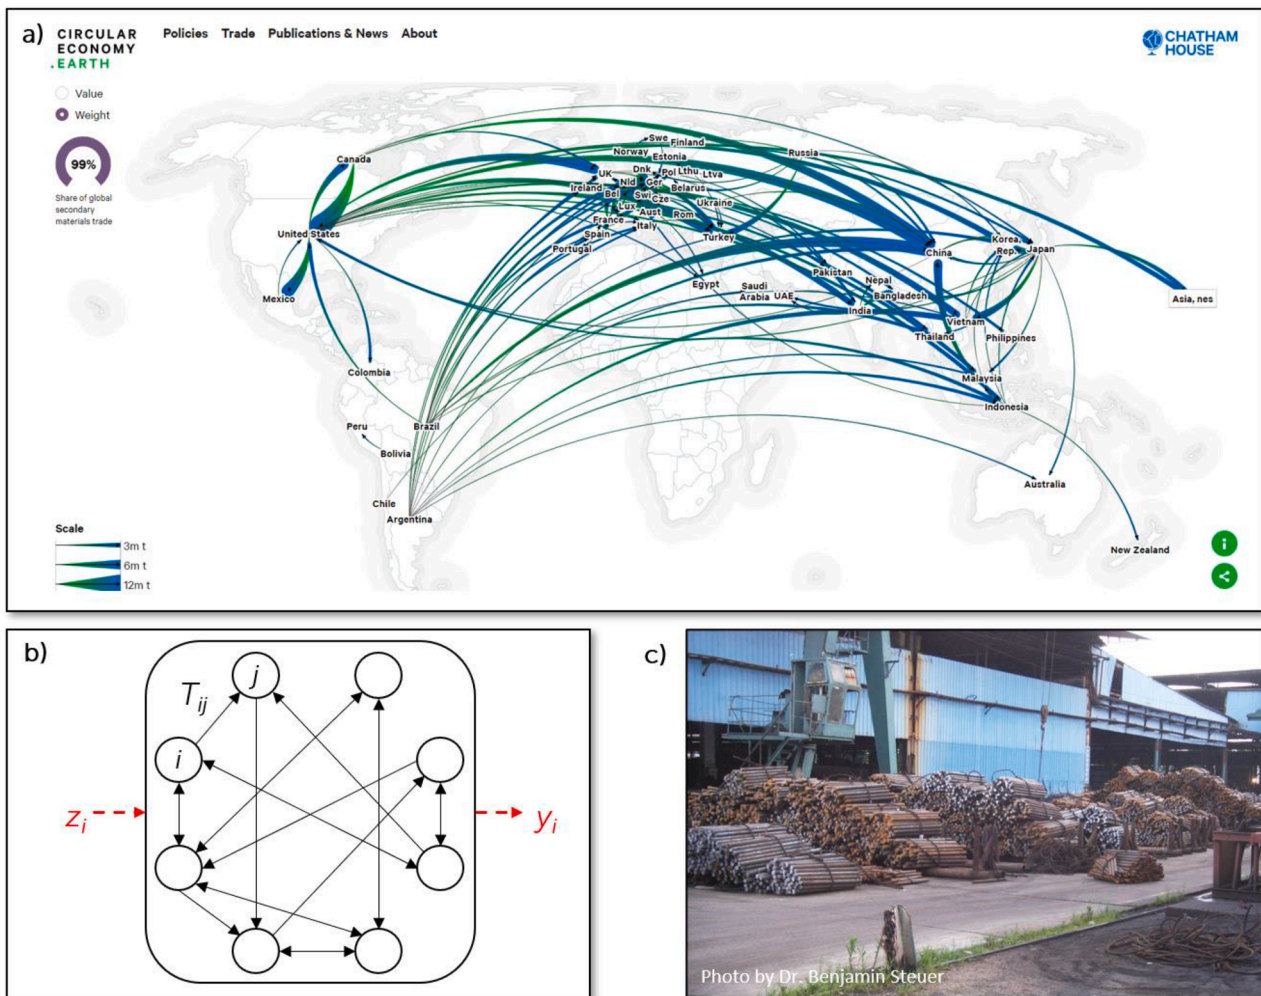 a)
CIRCULAR
ECONOMY
.EARTH
Policies Trade Publications & News About
CHATHAM
HOUSE
Value
Weight
99%
Share of global
secondary
materials trade
Canada
United States
Mexico
Colombia
Peru
Brazil
Bolivia
Chile
Argentina
Swe
Finland
Norway
Estonia
Russia
UK
Dnk
Pol
Lthu
Ltva
Ireland
Nld
Ger
Belarus
Bel
Swi
Cze
Lux
Aust
Rom
Ukraine
France
Italy
Spain
Turkey
Portugal
Korea,
Rep.
Japan
China
Pakistan
Nepal
Egypt
Saudi
Arabia
UAE
Bangladesh
India
Asia, nes
Vietnam
Thailand
Philippines
Malaysia
Indonesia
Australia
New Zealand
Scale
3m t
6m t
12m t
i
b)
T ij
j
i
z i
y i
c)
Photo by Dr. Benjamin Steuer